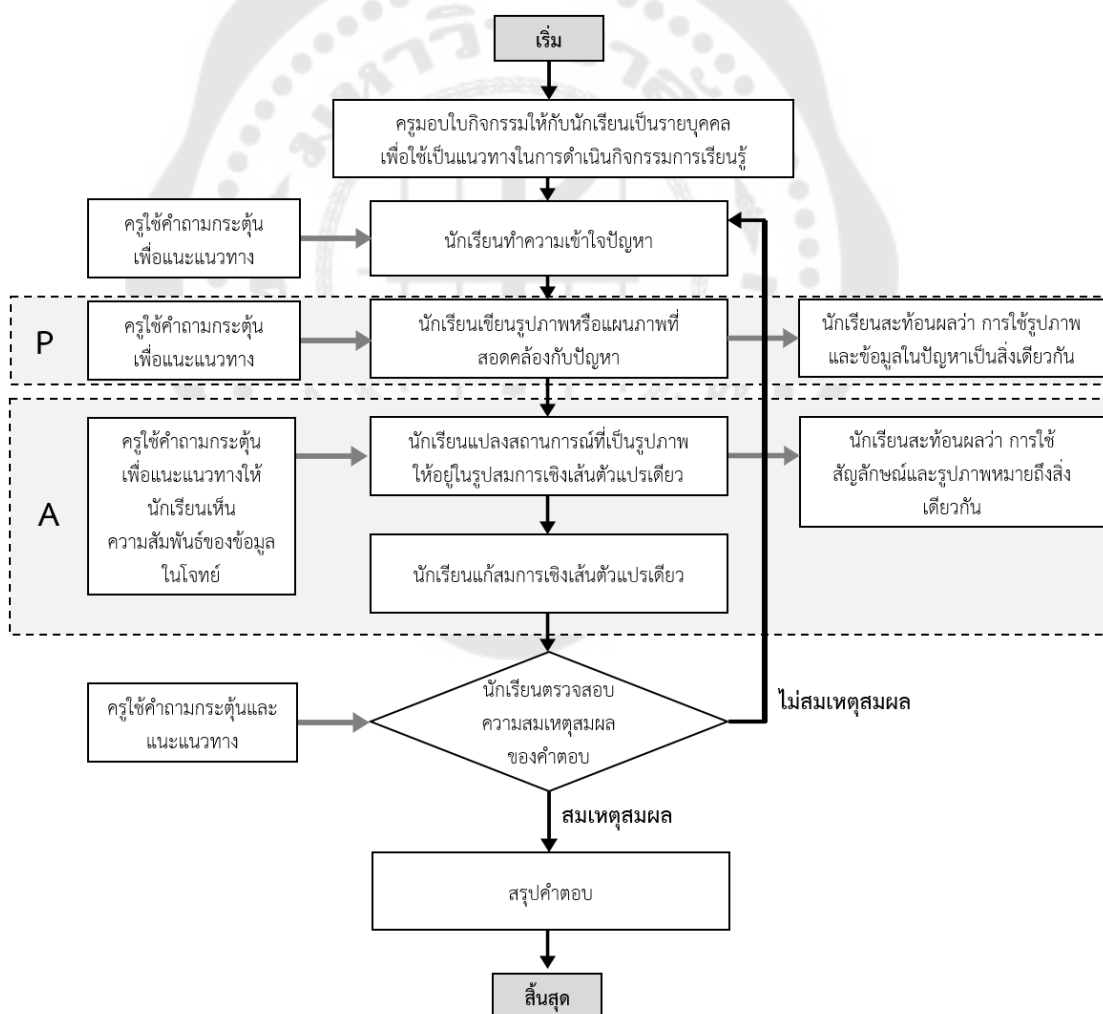 เริ่ม
ครูมอบใบกิจกรรมให้กับนักเรียนเป็นรายบุคคล
เพื่อใช้เป็นแนวทางในการดำเนินกิจกรรมการเรียนรู้
ครูใช้คำถามกระตุ้น
เพื่อแนะแนวทาง
นักเรียนทำความเข้าใจปัญหา
P
ครูใช้คำถามกระตุ้น
เพื่อแนะแนวทาง
นักเรียนเขียนรูปภาพหรือแผนภาพที่
สอดคล้องกับปัญหา
นักเรียนสะท้อนผลว่า การใช้รูปภาพ
และข้อมูลในปัญหาเป็นสิ่งเดียวกัน
A
ครูใช้คำถามกระตุ้น
เพื่อแนะแนวทางให้
นักเรียนเห็น
ความสัมพันธ์ของข้อมูล
ในโจทย์
นักเรียนแปลงสถานการณ์ที่เป็นรูปภาพ
ให้อยู่ในรูปสมการเชิงเส้นตัวแปรเดียว
นักเรียนสะท้อนผลว่า การใช้
สัญลักษณ์และรูปภาพหมายถึงสิ่ง
เดียวกัน
นักเรียนแก้สมการเชิงเส้นตัวแปรเดียว
ครูใช้คำถามกระตุ้นและ
แนะแนวทาง
นักเรียนตรวจสอบ
ความสมเหตุสมผล
ของคำตอบ
ไม่สมเหตุสมผล
สมเหตุสมผล
สรุปคำตอบ
สิ้นสุด